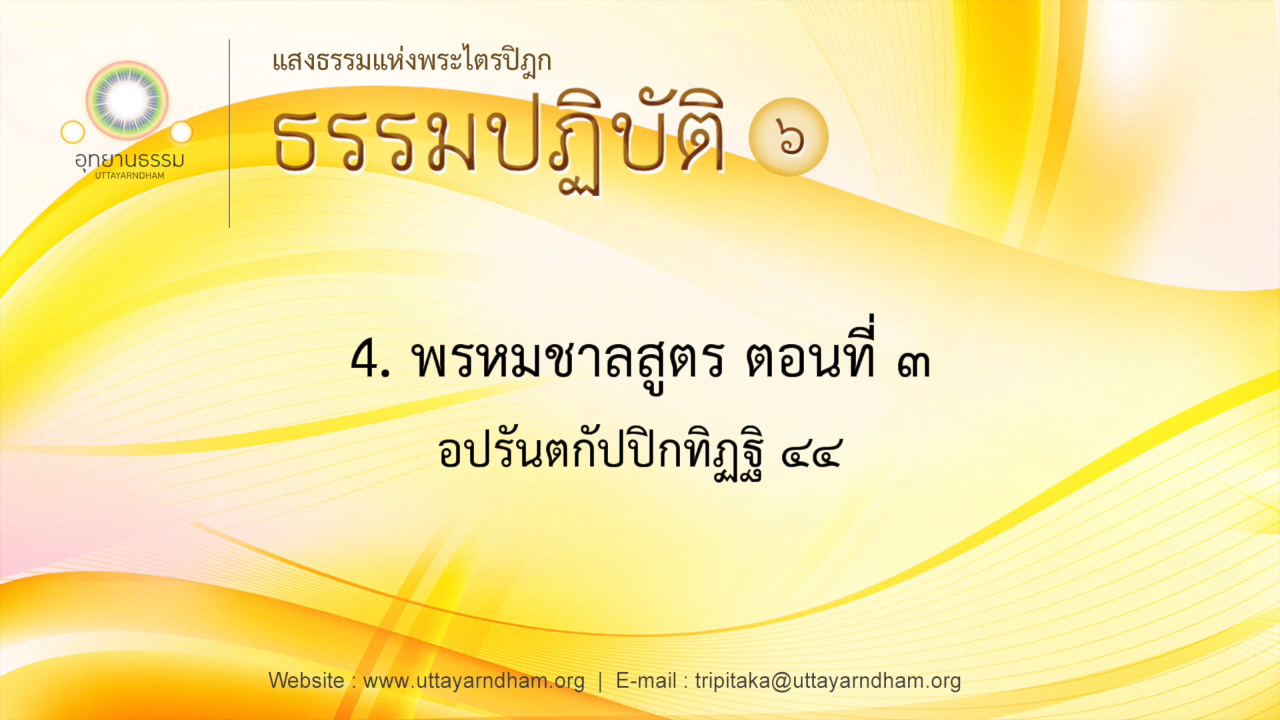 แสงธรรมแห่งพระไตรปิฎก
ธรรมปฏิบัติ ๖
อุทยานธรรม
UTTAYARNDHAM
4. พรหมชาลสูตร ตอนที่ ๓
อปรันตกัปปิกทิฏฐิ ๔๔
Website : www.uttayarndham.org | E-mail : tripitaka@uttayarndham.org